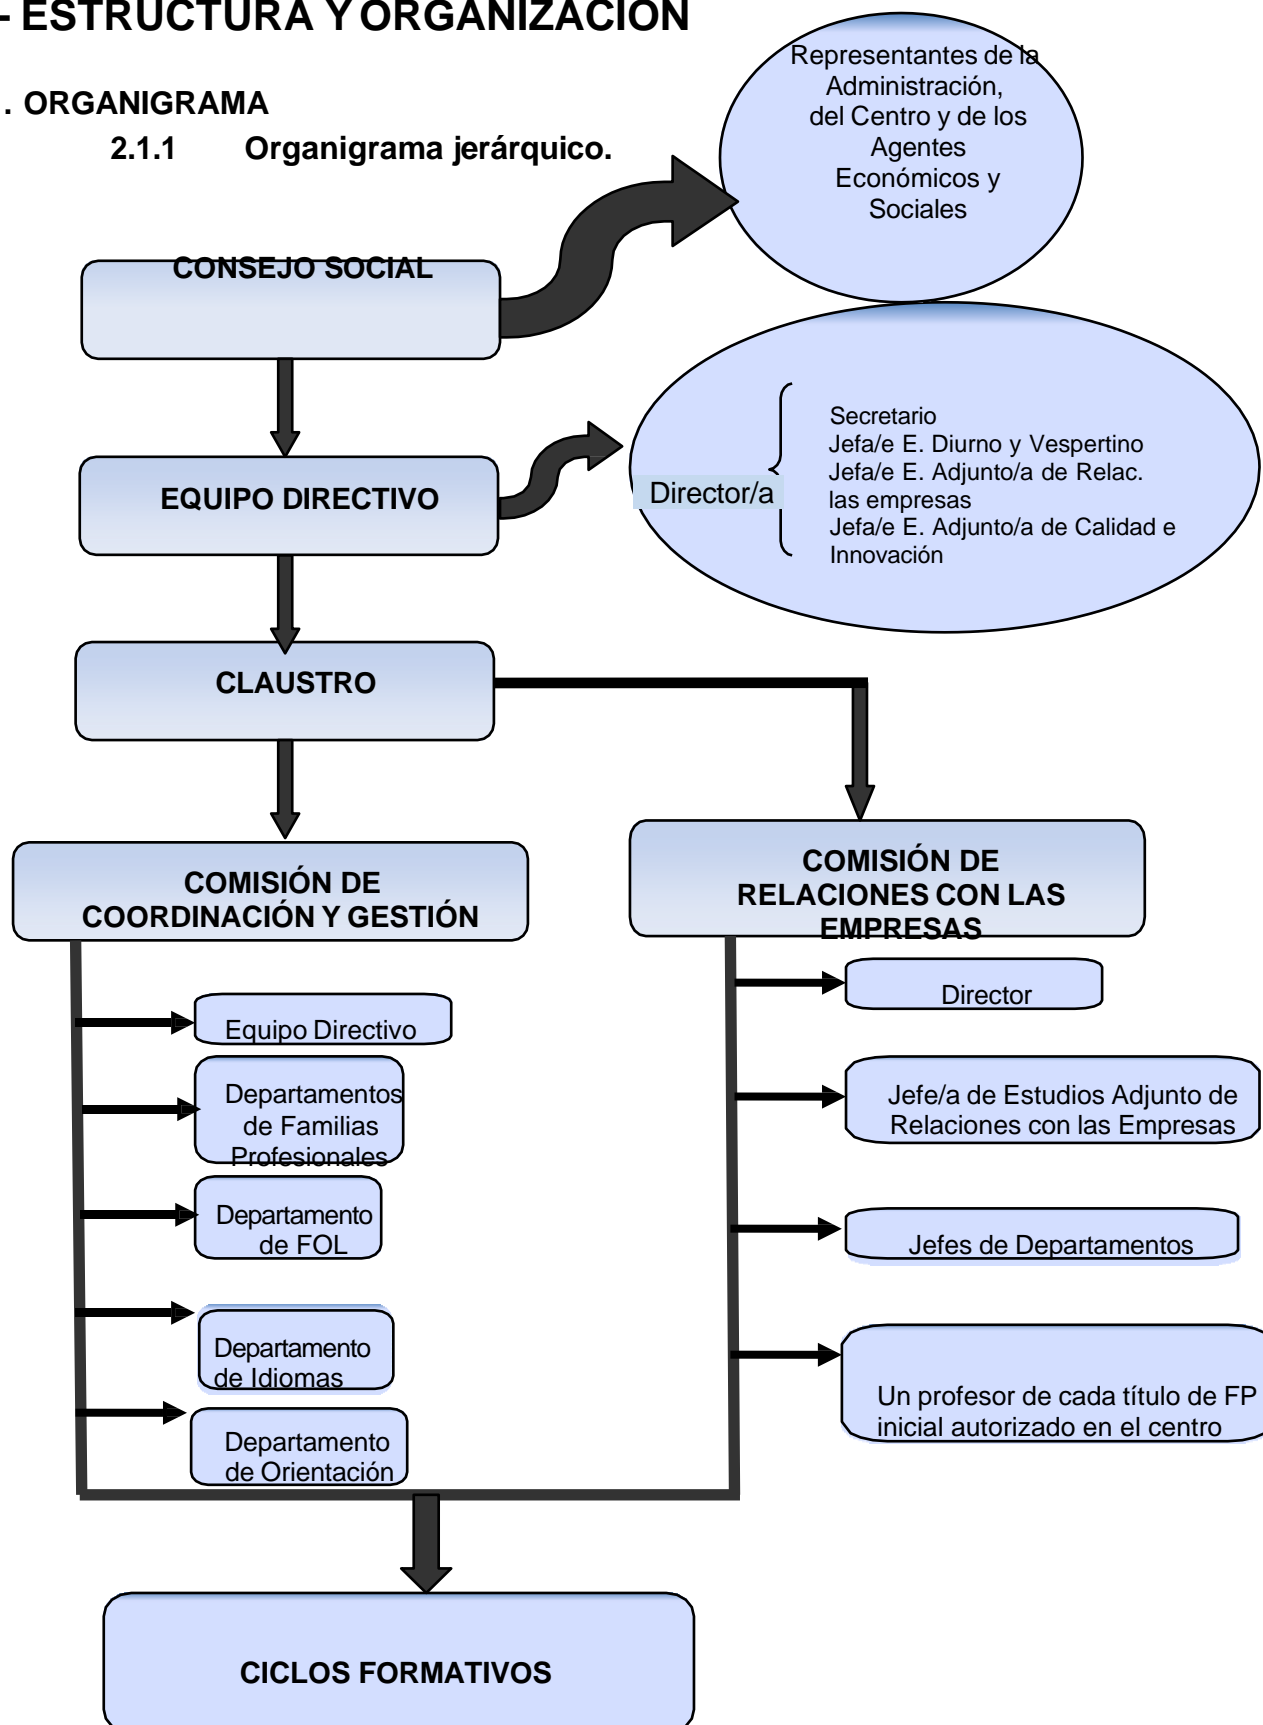 - ESTRUCTURA Y ORGANIZACIÓN
. ORGANIGRAMA
2.1.1 Organigrama jerárquico.
Representantes de la
Administración,
del Centro y de los
Agentes
Económicos y
Sociales
CONSEJO SOCIAL
EQUIPO DIRECTIVO
Director/a
Secretario
Jefa/e E. Diurno y Vespertino
Jefa/e E. Adjunto/a de Relac.
las empresas
Jefa/e E. Adjunto/a de Calidad e
Innovación
CLAUSTRO
COMISIÓN DE
COORDINACIÓN Y GESTIÓN
Equipo Directivo
Departamentos
de Familias
Profesionales
Departamento
de FOL
Departamento
de Idiomas
Departamento
de Orientación
COMISIÓN DE
RELACIONES CON LAS
EMPRESAS
Director
Jefe/a de Estudios Adjunto de
Relaciones con las Empresas
Jefes de Departamentos
Un profesor de cada título de FP
inicial autorizado en el centro
CICLOS FORMATIVOS